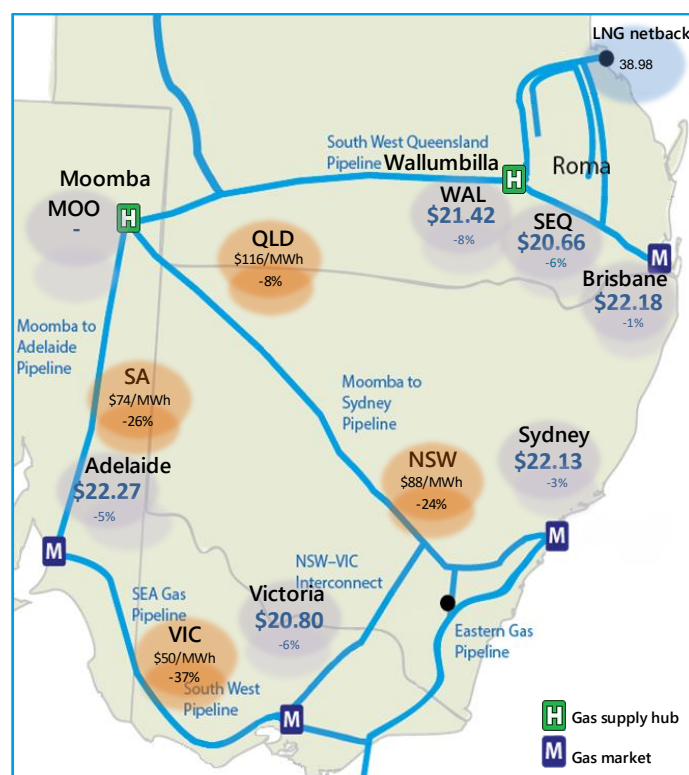 LNG netback
38.98
South West Queensland
Pipeline
Wallumbilla
Roma
Moomba
H
MOO
-
H
WAL
$21.42
-8%
SEQ
$20.66
-6%
QLD
$116/MWh
-8%
M
Brisbane
$22.18
-1%
Moomba to
Adelaide
Pipeline
SA
$74/MWh
-26%
Moomba to
Sydney
Pipeline
Adelaide
$22.27
-5%
NSW
$88/MWh
-24%
Sydney
$22.13
-3%
M
M
NSW–VIC
Interconnect
SEA Gas
Pipeline
Victoria
$20.80
-6%
VIC
$50/MWh
-37%
South West
Pipeline
Eastern Gas
Pipeline
M
H Gas supply hub
M Gas market